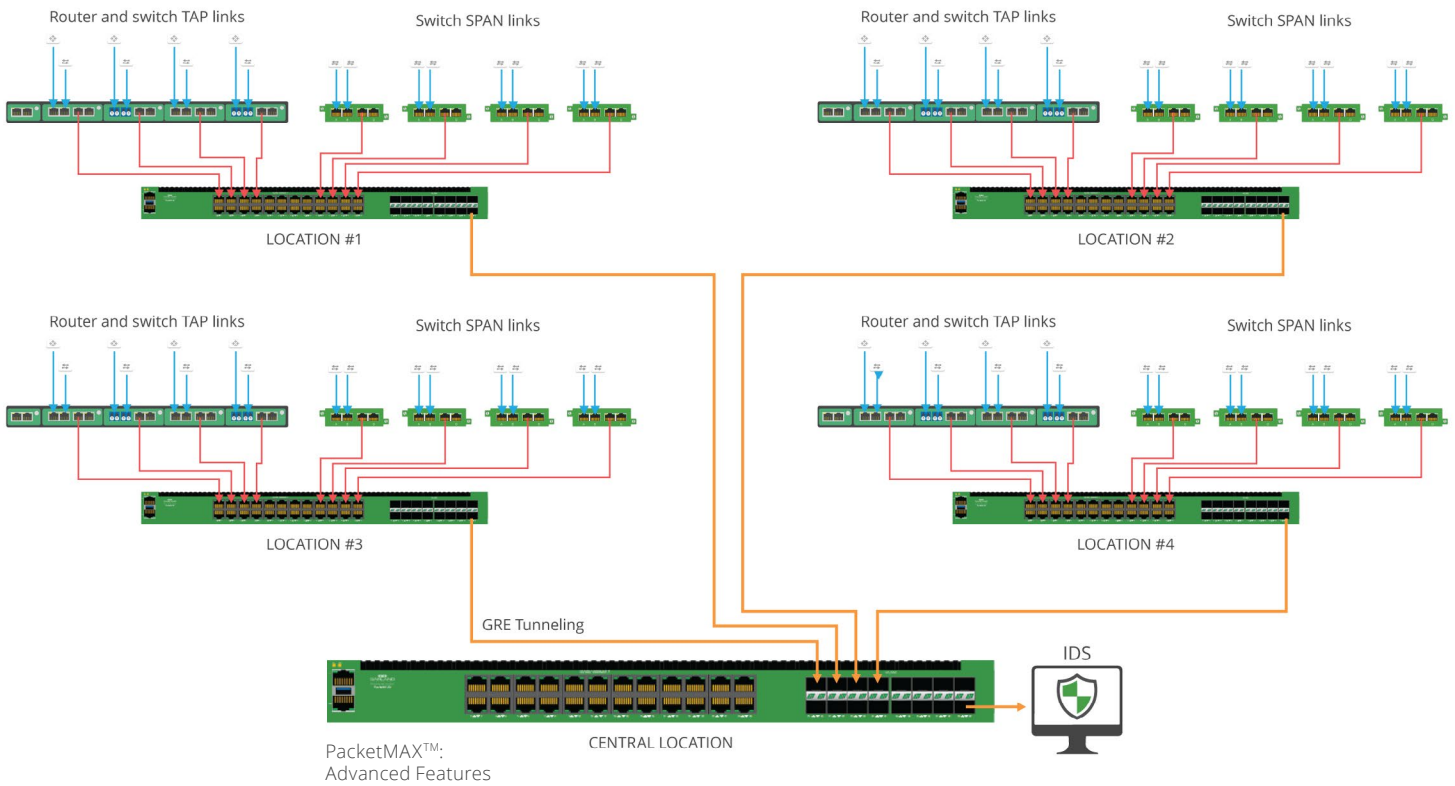 Router and switch TAP links
Switch SPAN links
Router and switch TAP links
Switch SPAN links
LOCATION #1
LOCATION #2
Router and switch TAP links
Switch SPAN links
Router and switch TAP links
Switch SPAN links
LOCATION #3
LOCATION #4
GRE Tunneling
IDS
CENTRAL LOCATION
PacketMAX™:
Advanced Features